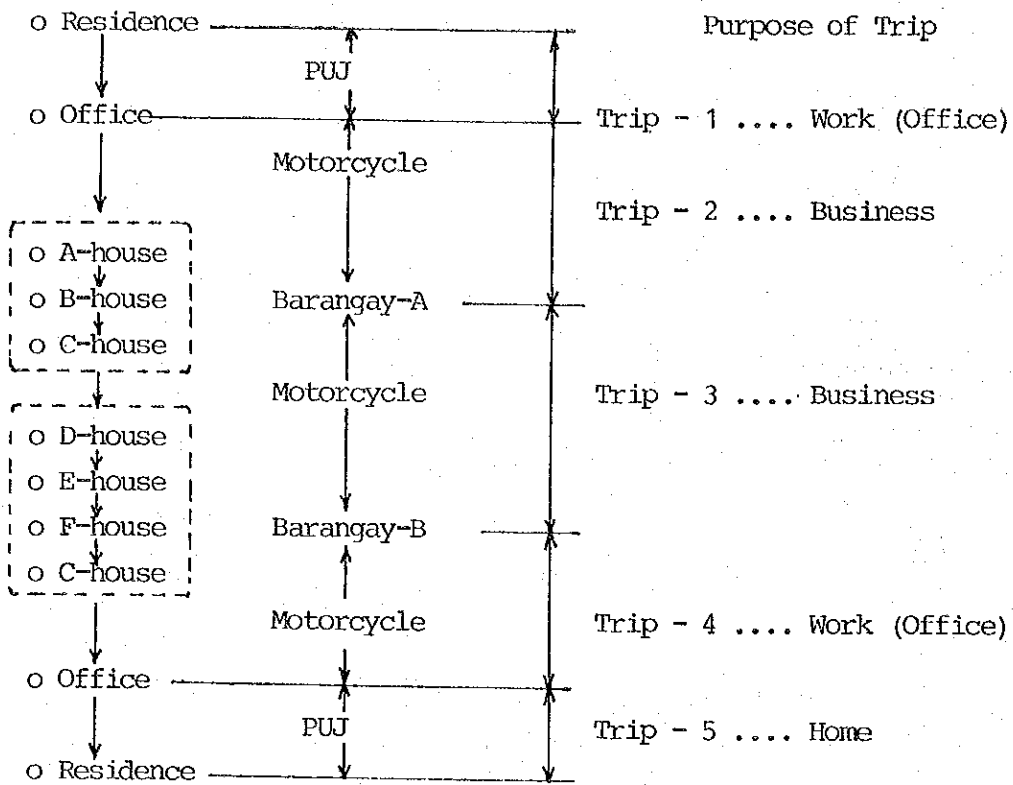 o Residence Purpose of Trip
PUJ
o Office Trip - 1 .... Work (Office)
Motorcycle
Trip - 2 .... Business
o A-house
o B-house Barangay-A
o C-house
Motorcycle Trip - 3 .... Business
o D-house
o E-house
o F-house Barangay-B
o C-house
Motorcycle Trip - 4 .... Work (Office)
o Office
PUJ Trip - 5 .... Home
o Residence